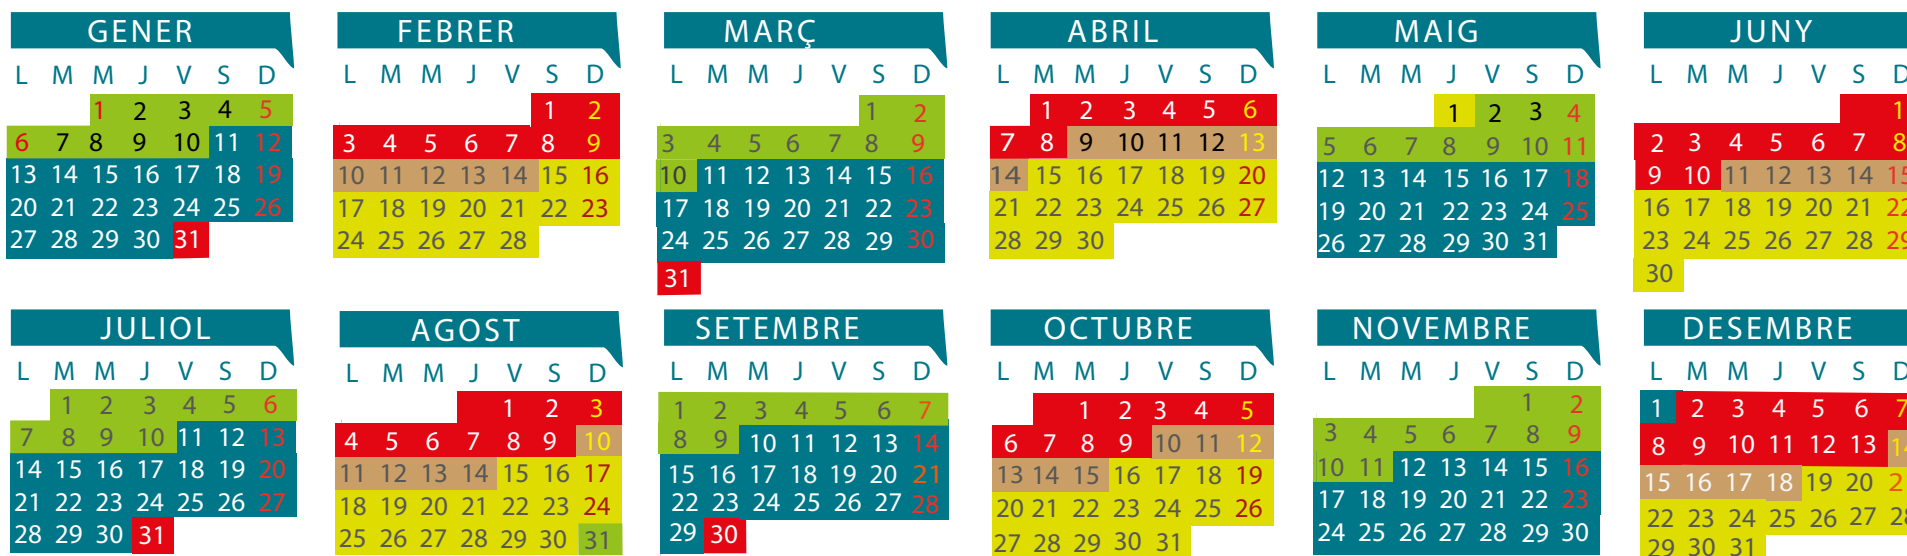 GENER
L M M J V S D
1 2 3 4 5
6 7 8 9 10 11 12
13 14 15 16 17 18 19
20 21 22 23 24 25 26
27 28 29 30 31
FEBRER
L M M J V S D
1 2
3 4 5 6 7 8 9
10 11 12 13 14 15 16
17 18 19 20 21 22 23
24 25 26 27 28
MARÇ
L M M J V S D
1 2
3 4 5 6 7 8 9
10 11 12 13 14 15 16
17 18 19 20 21 22 23
24 25 26 27 28 29 30
31
ABRIL
L M M J V S D
1 2 3 4 5 6
7 8 9 10 11 12 13
14 15 16 17 18 19 20
21 22 23 24 25 26 27
28 29 30
MAIG
L M M J V S D
1 2 3 4
5 6 7 8 9 10 11
12 13 14 15 16 17 18
19 20 21 22 23 24 25
26 27 28 29 30 31
JUNY
L M M J V S D
1
2 3 4 5 6 7 8
9 10 11 12 13 14 15
16 17 18 19 20 21 22
23 24 25 26 27 28 29
30
JULIOL
L M M J V S D
1 2 3 4 5 6
7 8 9 10 11 12 13
14 15 16 17 18 19 20
21 22 23 24 25 26 27
28 29 30 31
AGOST
L M M J V S D
1 2 3
4 5 6 7 8 9 10
11 12 13 14 15 16 17
18 19 20 21 22 23 24
25 26 27 28 29 30 31
SETEMBRE
L M M J V S D
1 2 3 4 5 6 7
8 9 10 11 12 13 14
15 16 17 18 19 20 21
22 23 24 25 26 27 28
29 30
OCTUBRE
L M M J V S D
1 2 3 4 5
6 7 8 9 10 11 12
13 14 15 16 17 18 19
20 21 22 23 24 25 26
27 28 29 30 31
NOVEMBRE
L M M J V S D
1 2
3 4 5 6 7 8 9
10 11 12 13 14 15 16
17 18 19 20 21 22 23
24 25 26 27 28 29 30
DESEMBRE
L M M J V S D
1 2 3 4 5 6 7
8 9 10 11 12 13 14
15 16 17 18 19 20 2
22 23 24 25 26 27 28
29 30 31